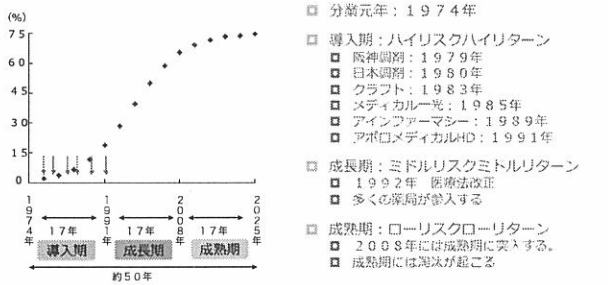 (%)
75
60
45
30
15
0
1974年
1991年
2008年
2025年
17年
17年
17年
導入期
成長期
成熟期
約50年
分業元年：1974年
導入期：ハイリスクハイリターン
阪神調剤：1979年
日本調剤：1980年
クラフト：1983年
メディカル一光：1985年
アインファーマシー：1989年
アポロメディカルHD：1991年
成長期：ミドルリスクミドルリターン
1992年 医療法改正
多くの薬局が参入する
成熟期：ローリスクローリターン
2008年には成熟期に突入する。
成熟期には淘汰が起こる